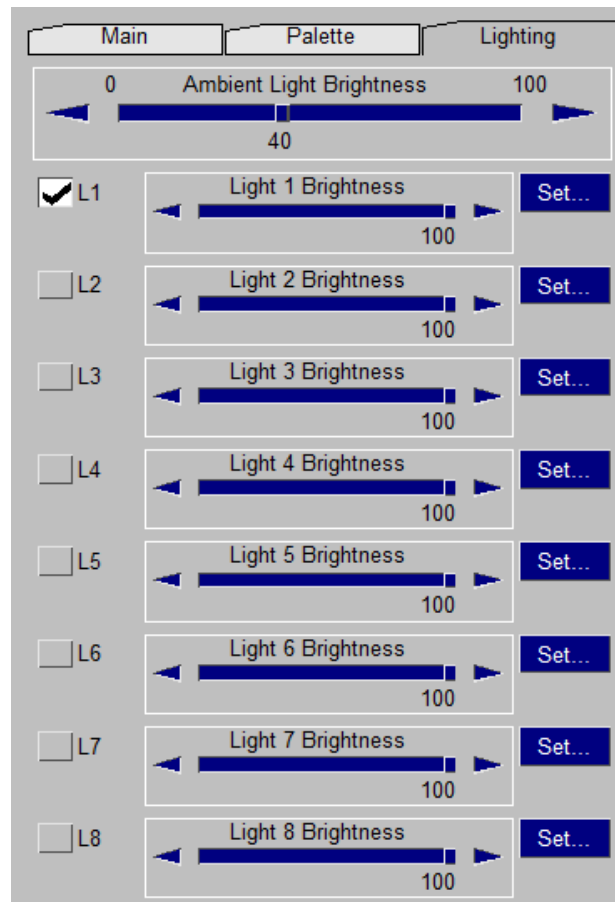 Main Palette Lighting
0 Ambient Light Brightness 100
40
L1 Light 1 Brightness Set...
100
L2 Light 2 Brightness Set...
100
L3 Light 3 Brightness Set...
100
L4 Light 4 Brightness Set...
100
L5 Light 5 Brightness Set...
100
L6 Light 6 Brightness Set...
100
L7 Light 7 Brightness Set...
100
L8 Light 8 Brightness Set...
100